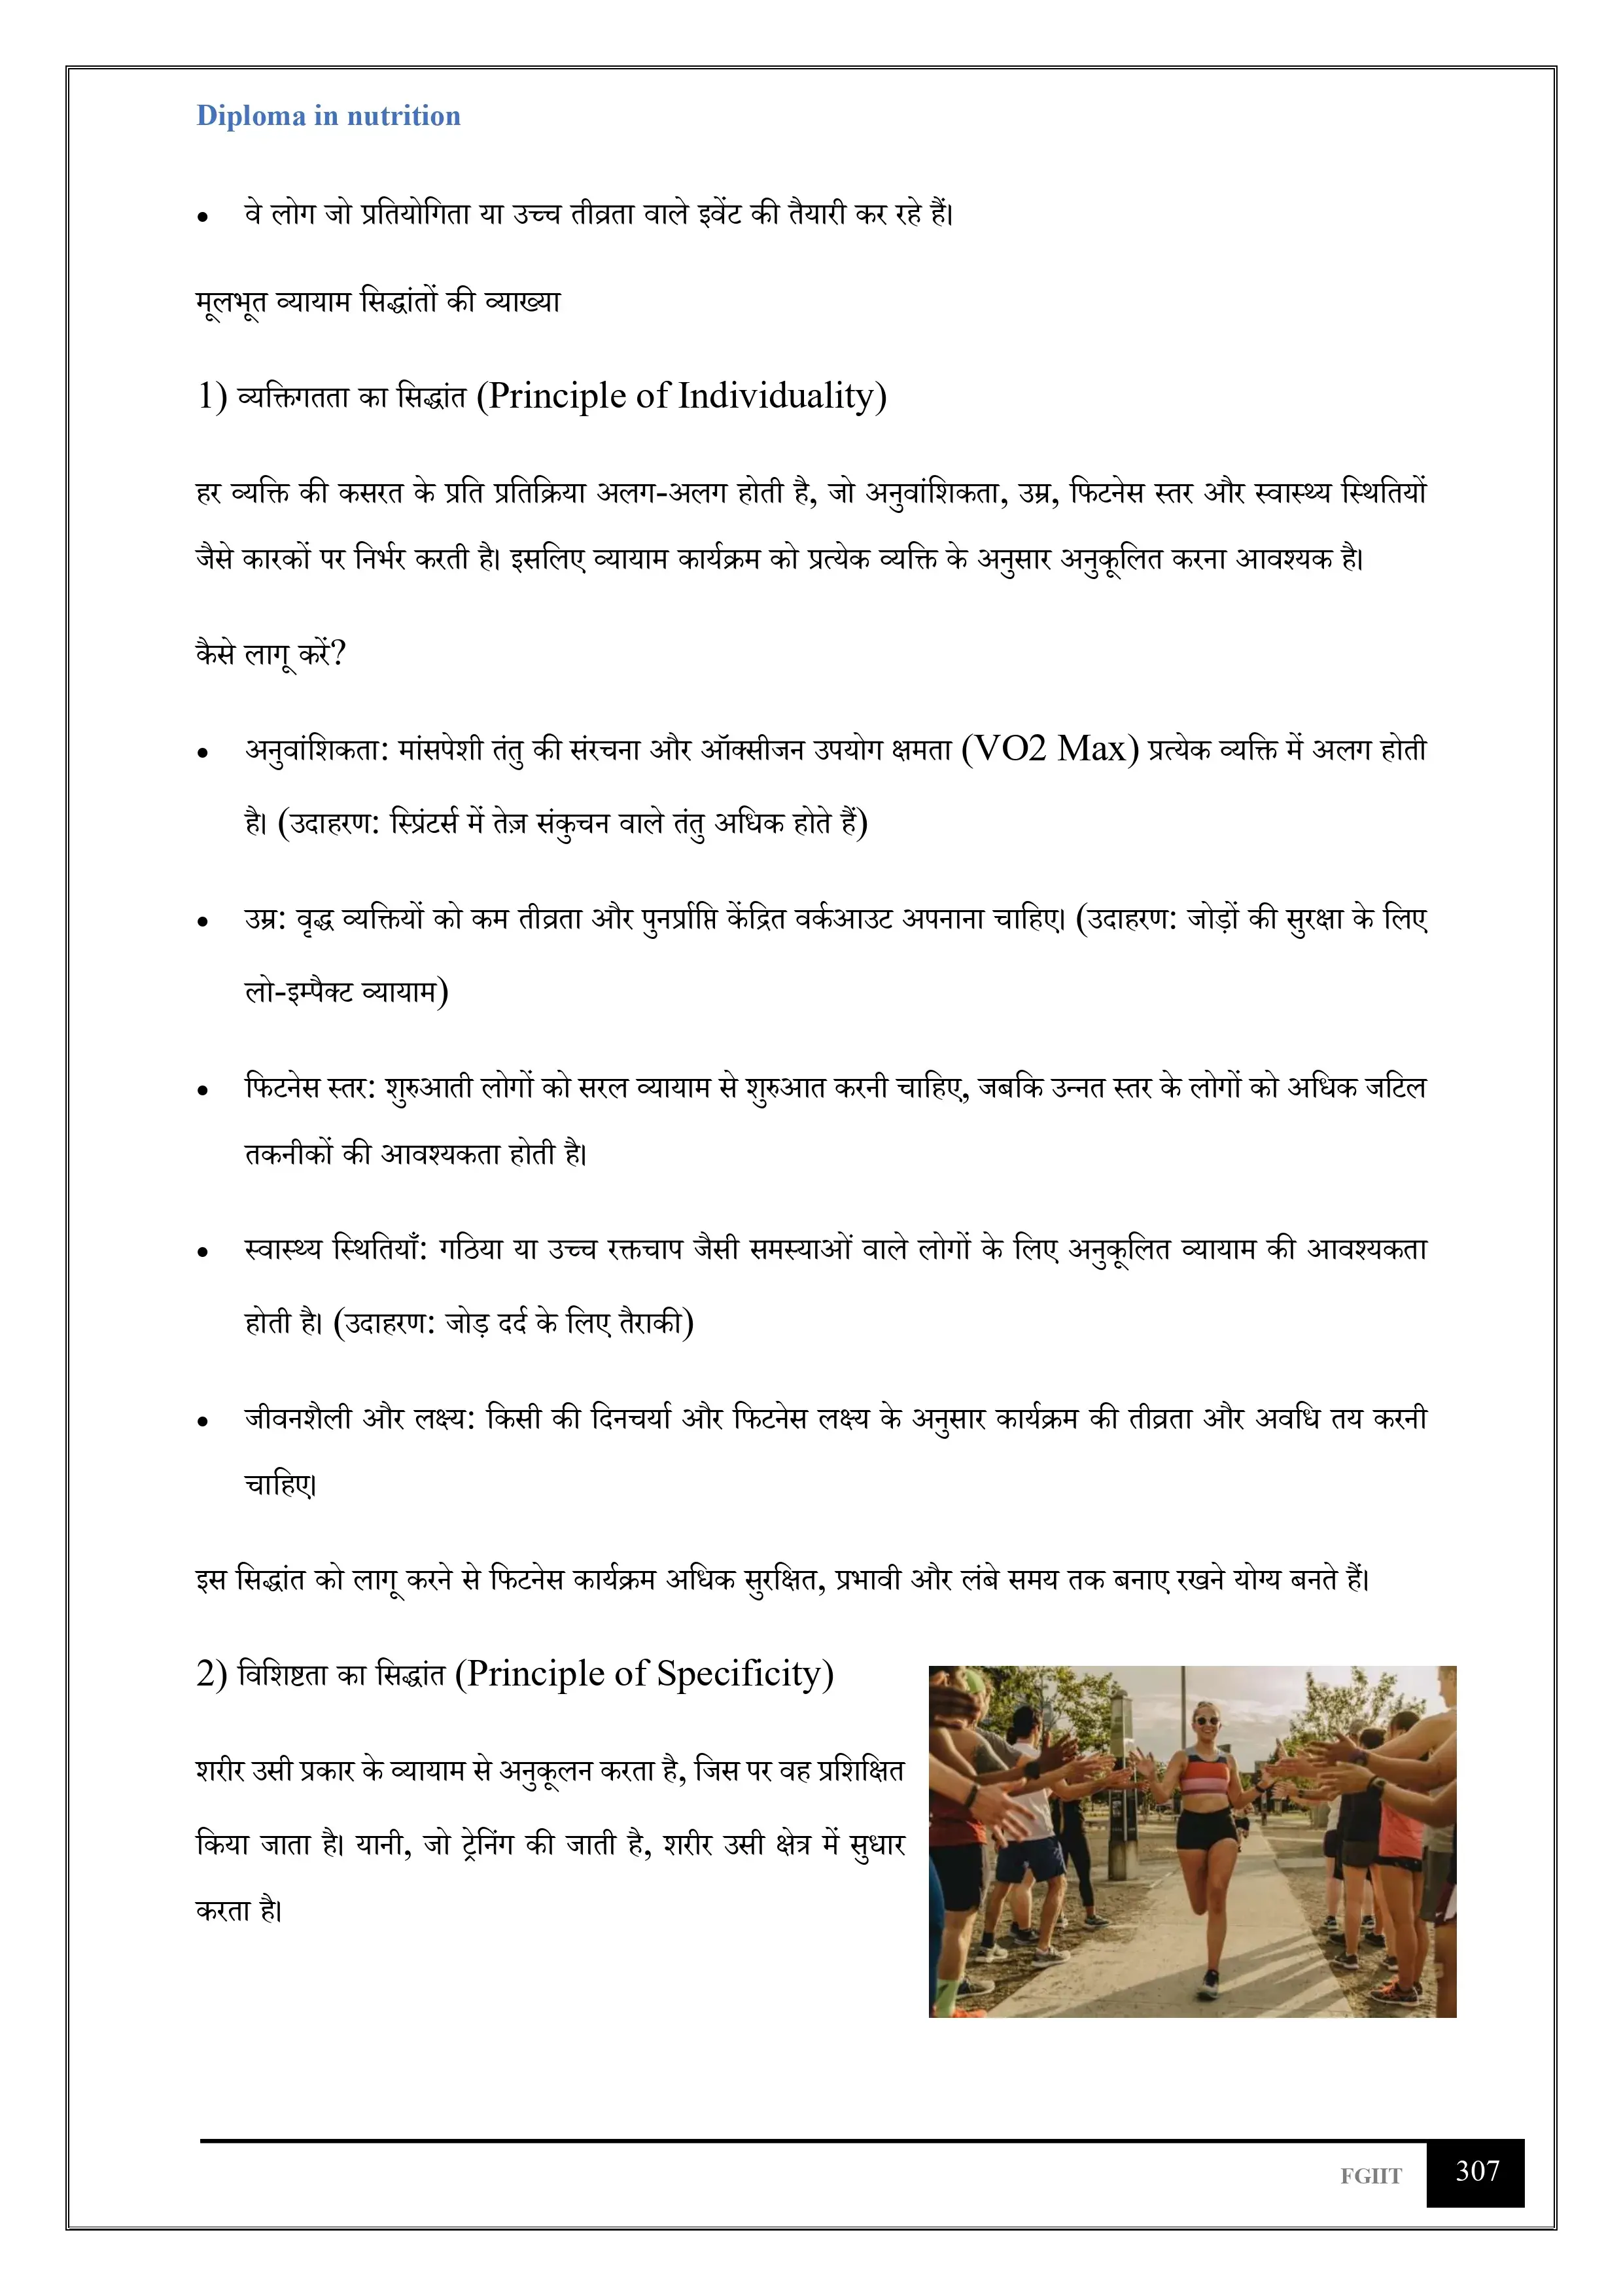 Diploma in nutrition
• वे लोग जो प्रतियोगिता या उच्च तीव्रता वाले इवेंट की तैयारी कर रहे हैं।
मूलभूत व्यायाम सिद्धांतों की व्याख्या
1) व्यक्तिगतता का सिद्धांत (Principle of Individuality)
हर व्यक्ति की कसरत के प्रति प्रतिक्रिया अलग-अलग होती है, जो अनुवांशिकता, उम्र, फिटनेस स्तर और स्वास्थ्य स्थितियों
जैसे कारकों पर निर्भर करती है। इसलिए व्यायाम कार्यक्रम को प्रत्येक व्यक्ति के अनुसार अनुकूलित करना आवश्यक है।
कैसे लागू करें?
• अनुवांशिकता: मांसपेशी तंतु की संरचना और ऑक्सीजन उपयोग क्षमता (VO2 Max) प्रत्येक व्यक्ति में अलग होती
है। (उदाहरण: स्प्रिंटर्स में तेज़ संकुचन वाले तंतु अधिक होते हैं)
• उम्र: वृद्ध व्यक्तियों को कम तीव्रता और पुनर्प्राप्ति केंद्रित वर्कआउट अपनाना चाहिए। (उदाहरण: जोड़ों की सुरक्षा के लिए
लो-इम्पैक्ट व्यायाम)
• फिटनेस स्तर: शुरुआती लोगों को सरल व्यायाम से शुरुआत करनी चाहिए, जबकि उन्नत स्तर के लोगों को अधिक जटिल
तकनीकों की आवश्यकता होती है।
• स्वास्थ्य स्थितियाँ: गठिया या उच्च रक्तचाप जैसी समस्याओं वाले लोगों के लिए अनुकूलित व्यायाम की आवश्यकता
होती है। (उदाहरण: जोड़ दर्द के लिए तैराकी)
• जीवनशैली और लक्ष्य: किसी की दिनचर्या और फिटनेस लक्ष्य के अनुसार कार्यक्रम की तीव्रता और अवधि तय करनी
चाहिए।
इस सिद्धांत को लागू करने से फिटनेस कार्यक्रम अधिक सुरक्षित, प्रभावी और लंबे समय तक बनाए रखने योग्य बनते हैं।
2) विशिष्टता का सिद्धांत (Principle of Specificity)
शरीर उसी प्रकार के व्यायाम से अनुकूलन करता है, जिस पर वह प्रशिक्षित
किया जाता है। यानी, जो ट्रेनिंग की जाती है, शरीर उसी क्षेत्र में सुधार
करता है।
FGIIT 307